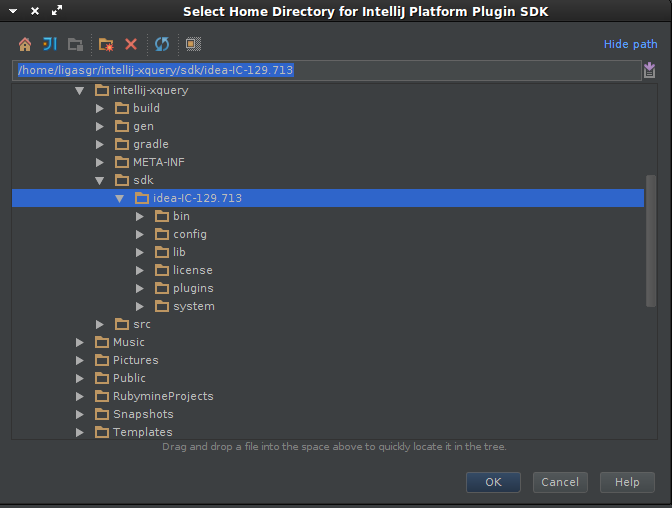 Select Home Directory for IntelliJ Platform Plugin SDK
Hide path
/home/ligasgr/intellij-xquery/sdk/idea-IC-129.713
intellij-xquery
build
gen
gradle
META-INF
sdk
idea-IC-129.713
bin
config
lib
license
plugins
system
src
Music
Pictures
Public
RubymineProjects
Snapshots
Templates
Drag and drop a file into the space above to quickly locate it in the tree.
OK Cancel Help